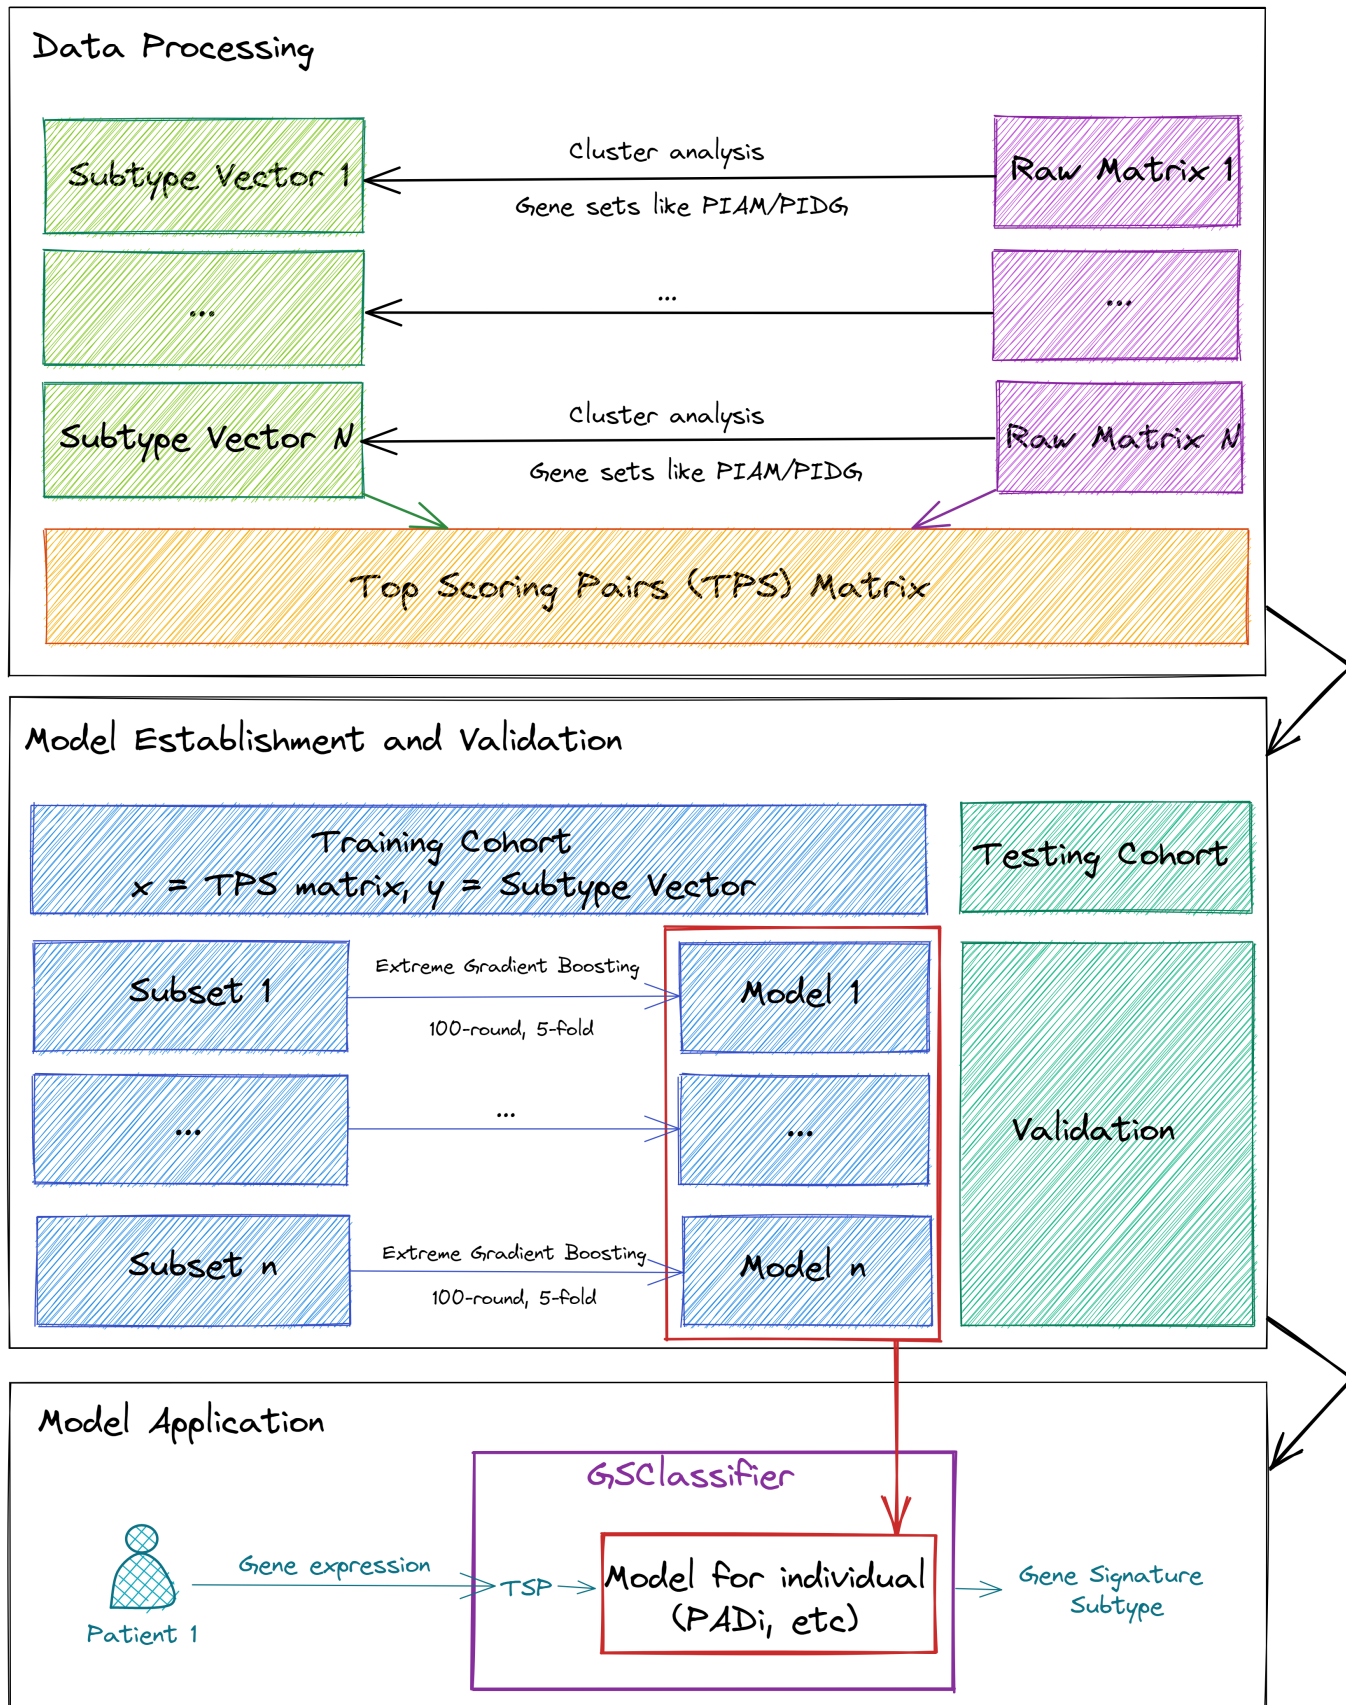 Data Processing
Subtype Vector 1
Cluster analysis
Gene sets like PIAM/PIDG
Raw Matrix 1
...
...
...
Subtype Vector N
Cluster analysis
Gene sets like PIAM/PIDG
Raw Matrix N
Top Scoring Pairs (TPS) Matrix
Model Establishment and Validation
Training Cohort
x = TPS matrix, y = Subtype Vector
Testing Cohort
Subset 1
Extreme Gradient Boosting
100-round, 5-fold
Model 1
...
...
...
Validation
Subset n
Extreme Gradient Boosting
100-round, 5-fold
Model n
Model Application
GSClassifier
Patient 1
Gene expression
TSP
Model for individual
(PADi, etc)
Gene Signature
Subtype